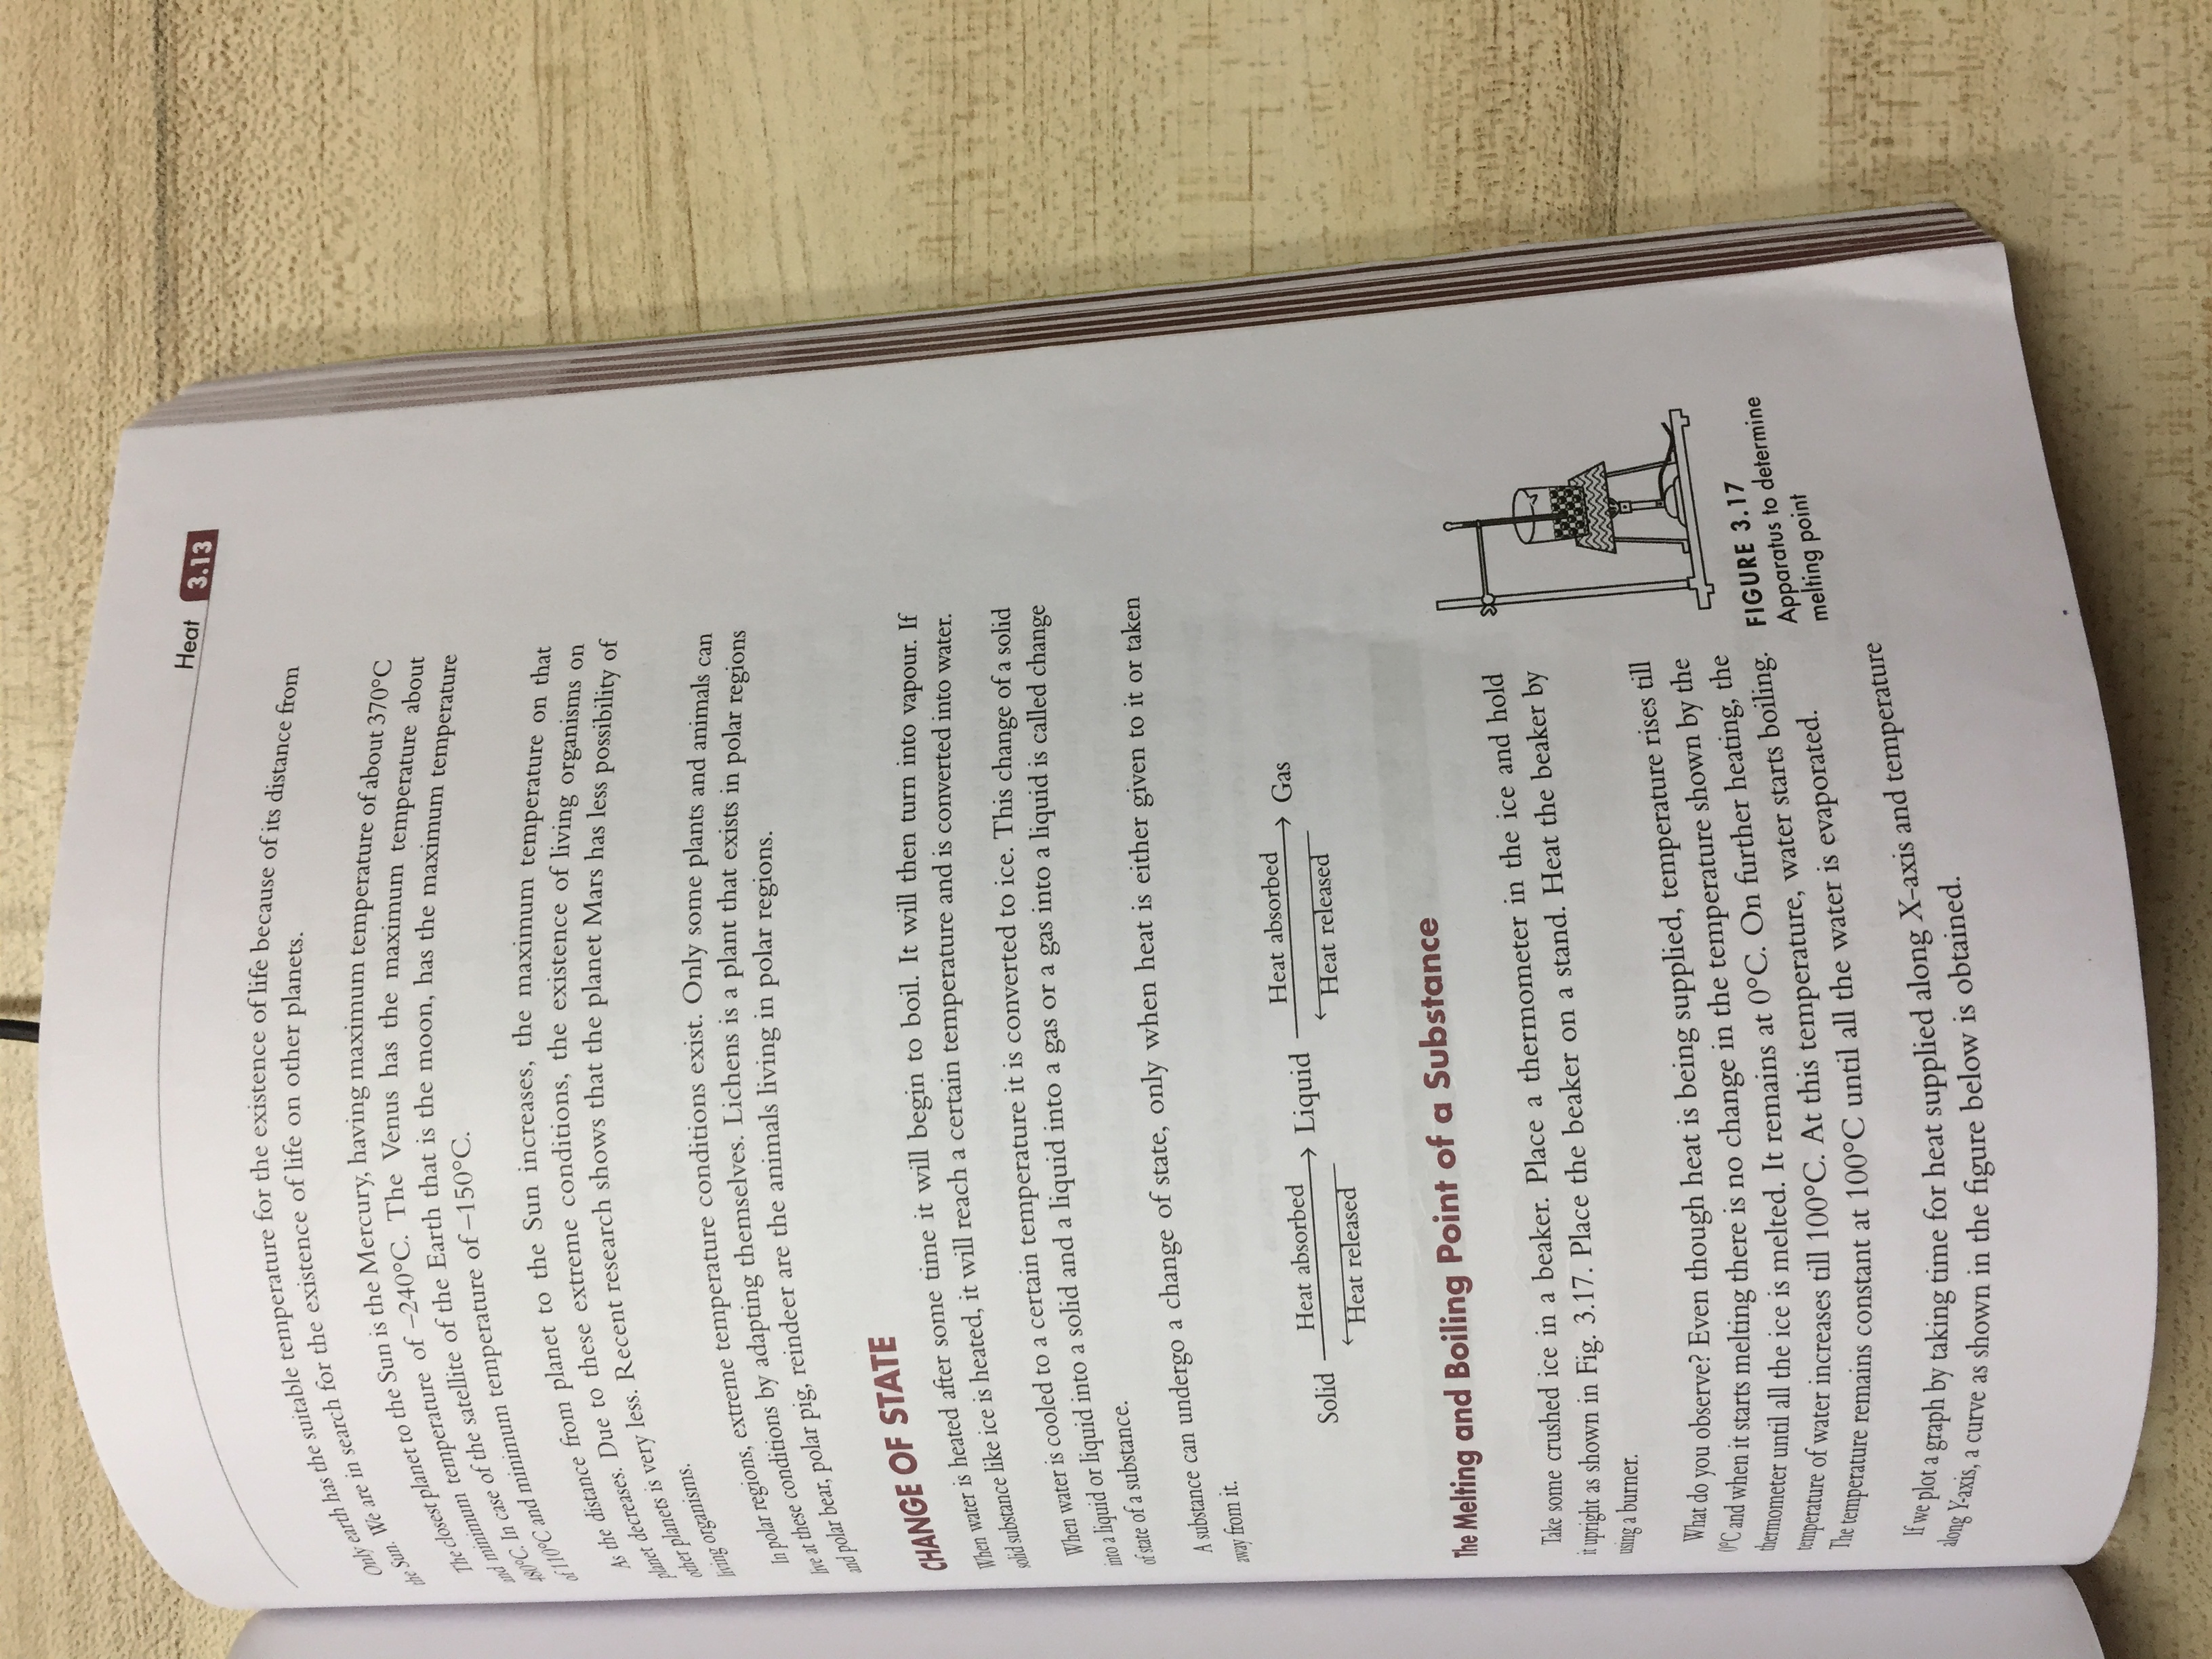 Heat 3.13
Only earth has the suitable temperature for the existence of life because of its distance from
the Sun. We are in search for the existence of life on other planets.
The closest planet to the Sun is the Mercury, having maximum temperature of about 370°C
and minimum temperature of –240°C. The Venus has the maximum temperature about
480°C. In case of the satellite of the Earth that is the moon, has the maximum temperature
of 110°C and minimum temperature of –150°C.
As the distance from planet to the Sun increases, the maximum temperature on that
planet decreases. Due to these extreme conditions, the existence of living organisms on
other planets is very less. Recent research shows that the planet Mars has less possibility of
living organisms.
In polar regions, extreme temperature conditions exist. Only some plants and animals can
live at these conditions by adapting themselves. Lichens is a plant that exists in polar regions
and polar bear, polar pig, reindeer are the animals living in polar regions.
CHANGE OF STATE
When water is heated after some time it will begin to boil. It will then turn into vapour. If
solid substance like ice is heated, it will reach a certain temperature and is converted into water.
When water is cooled to a certain temperature it is converted to ice. This change of a solid
into a liquid or liquid into a solid and a liquid into a gas or a gas into a liquid is called change
of state of a substance.
A substance can undergo a change of state, only when heat is either given to it or taken
away from it.
Heat absorbed Heat absorbed
Solid Liquid Gas
Heat released Heat released
The Melting and Boiling Point of a Substance
Take some crushed ice in a beaker. Place a thermometer in the ice and hold
it upright as shown in Fig. 3.17. Place the beaker on a stand. Heat the beaker by
using a burner.
What do you observe? Even though heat is being supplied, temperature rises till
0°C and when it starts melting there is no change in the temperature shown by the
thermometer until all the ice is melted. It remains at 0°C. On further heating, the
temperature of water increases till 100°C. At this temperature, water starts boiling.
The temperature remains constant at 100°C until all the water is evaporated.
If we plot a graph by taking time for heat supplied along X-axis and temperature
along Y-axis, a curve as shown in the figure below is obtained.
FIGURE 3.17
Apparatus to determine
melting point